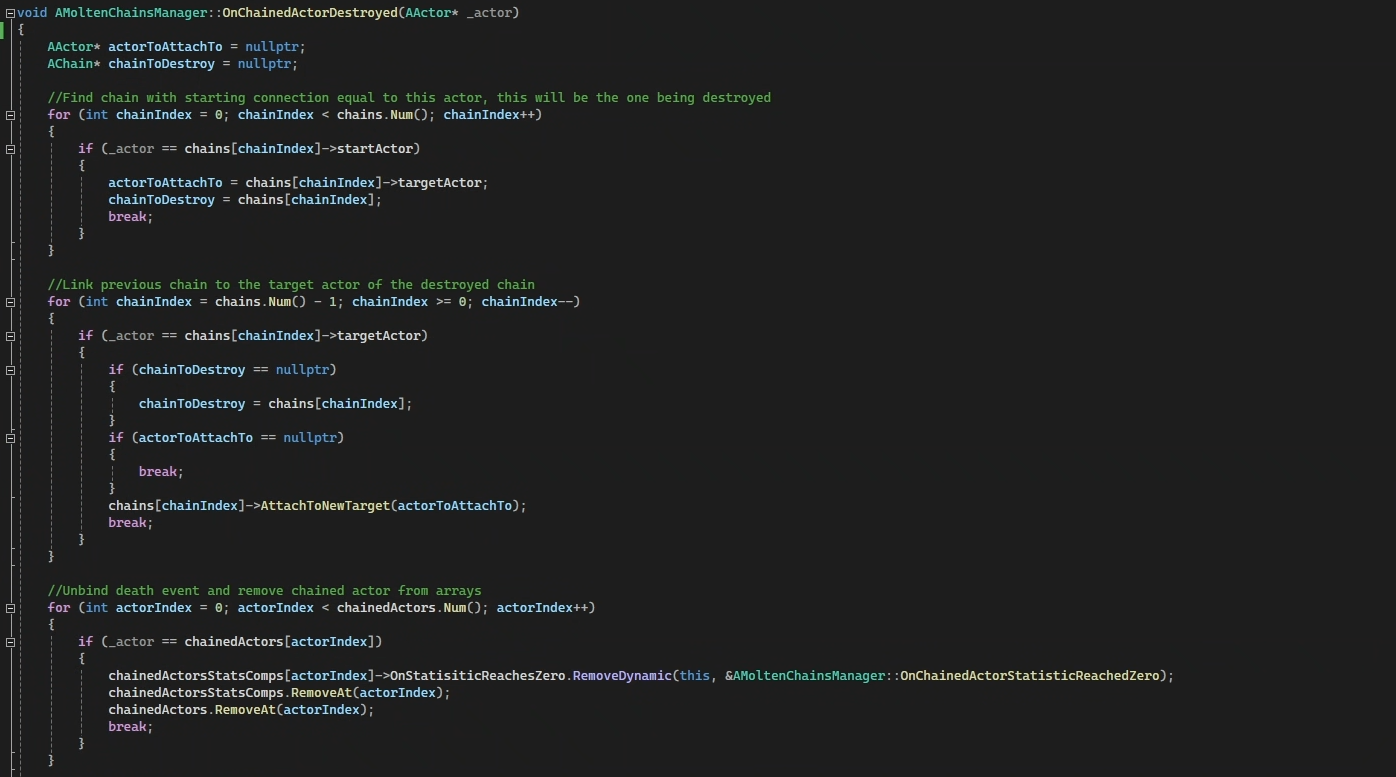 void AMoltenChainsManager::OnChainedActorDestroyed(AActor* _actor)
{
    AActor* actorToAttachTo = nullptr;
    AChain* chainToDestroy = nullptr;

    //Find chain with starting connection equal to this actor, this will be the one being destroyed
    for (int chainIndex = 0; chainIndex < chains.Num(); chainIndex++)
    {
        if (_actor == chains[chainIndex]->startActor)
        {
            actorToAttachTo = chains[chainIndex]->targetActor;
            chainToDestroy = chains[chainIndex];
            break;
        }
    }

    //Link previous chain to the target actor of the destroyed chain
    for (int chainIndex = chains.Num() - 1; chainIndex >= 0; chainIndex--)
    {
        if (_actor == chains[chainIndex]->targetActor)
        {
            if (chainToDestroy == nullptr)
            {
                chainToDestroy = chains[chainIndex];
            }
            if (actorToAttachTo == nullptr)
            {
                break;
            }
            chains[chainIndex]->AttachToNewTarget(actorToAttachTo);
            break;
        }
    }

    //Unbind death event and remove chained actor from arrays
    for (int actorIndex = 0; actorIndex < chainedActors.Num(); actorIndex++)
    {
        if (_actor == chainedActors[actorIndex])
        {
            chainedActorsStatsComps[actorIndex]->OnStatisiticReachesZero.RemoveDynamic(this, &AMoltenChainsManager::OnChainedActorStatisticReachedZero);
            chainedActorsStatsComps.RemoveAt(actorIndex);
            chainedActors.RemoveAt(actorIndex);
            break;
        }
    }